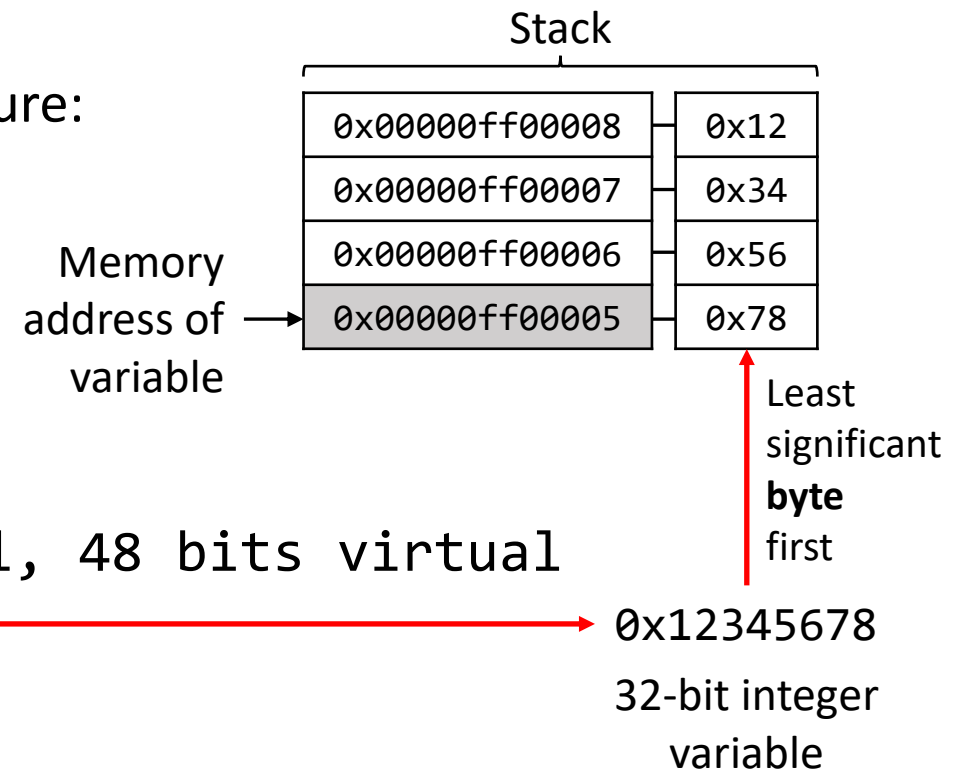 Stack
ure:
0x00000ff00008 0x12
0x00000ff00007 0x34
0x00000ff00006 0x56
0x00000ff00005 0x78
Memory
address of
variable
Least
significant
byte
first
l, 48 bits virtual
0x12345678
32-bit integer
variable